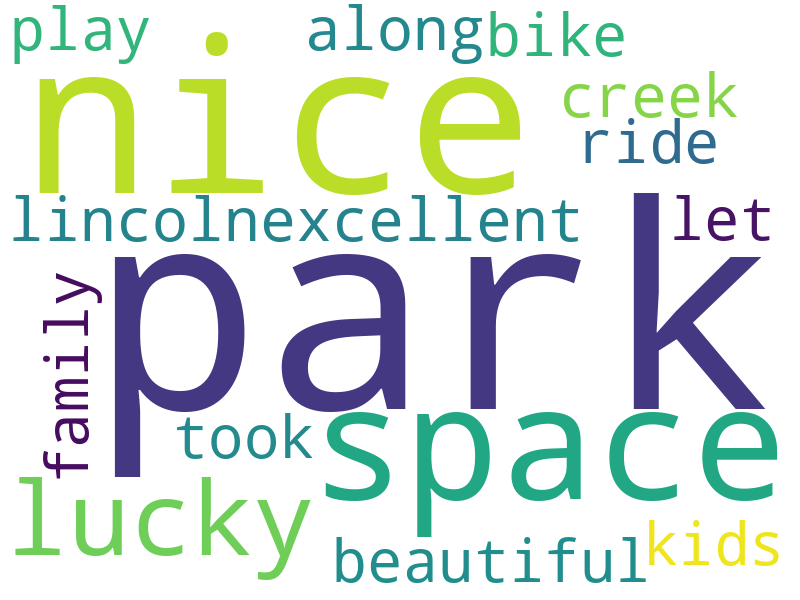 play along bike
nice creek
ride
lincoln excellent let
park
family
took space
lucky
beautiful kids